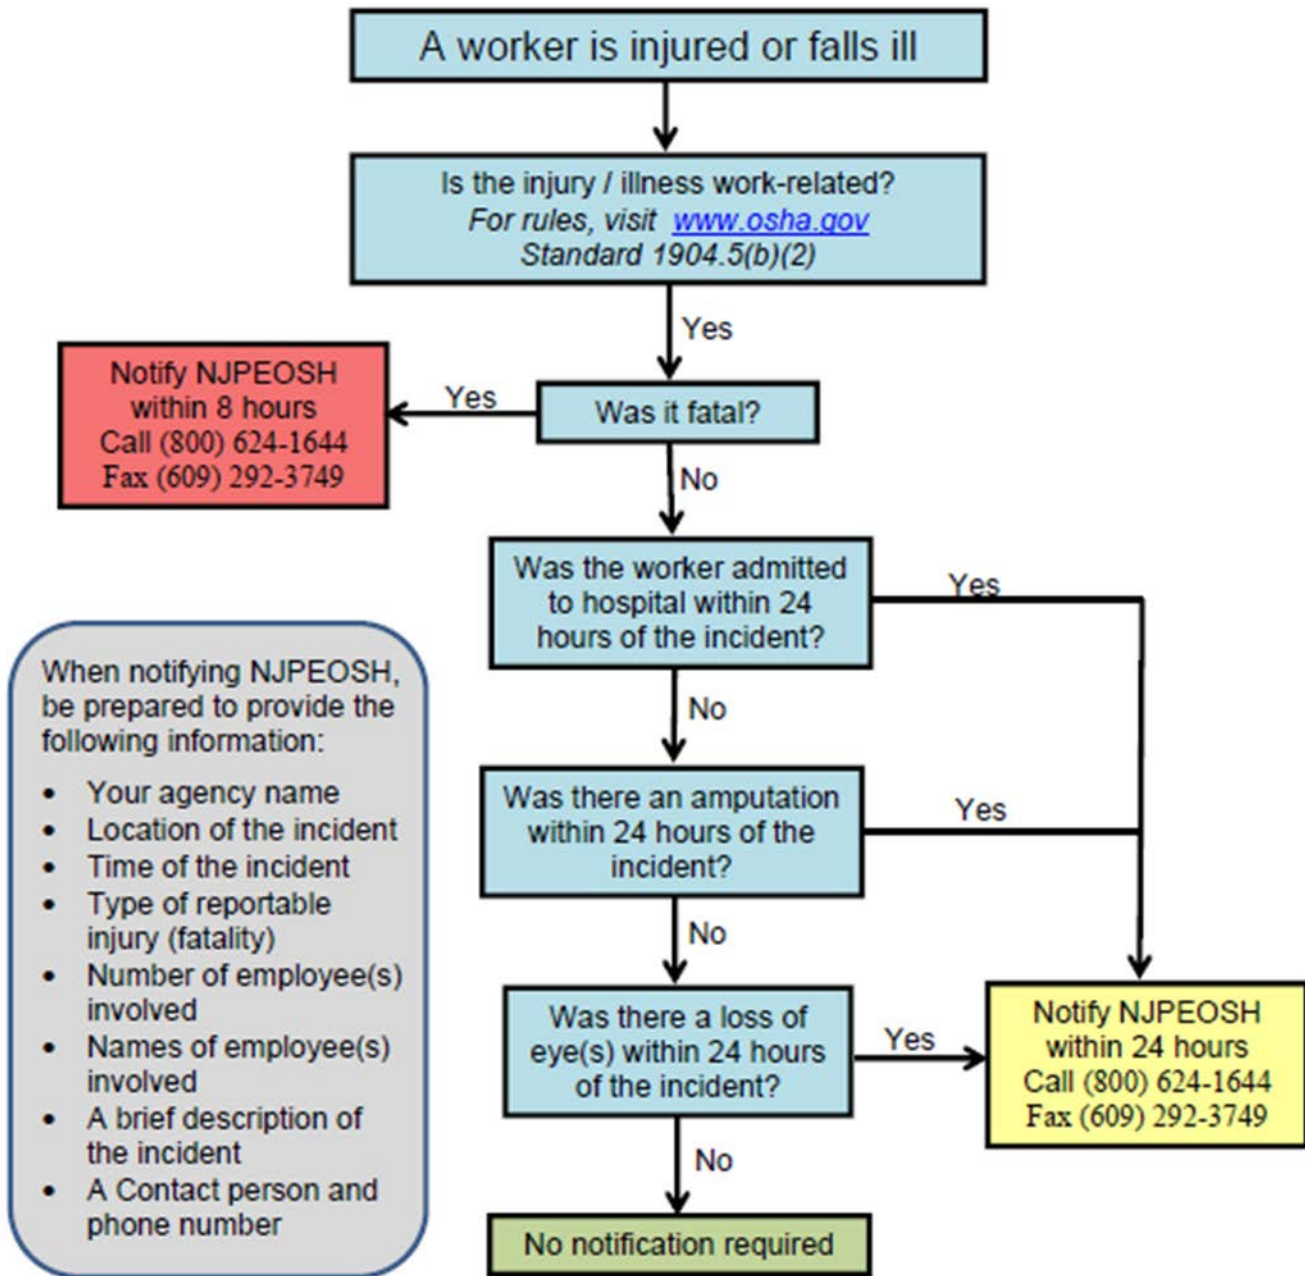 A worker is injured or falls ill
Is the injury / illness work-related?
For rules, visit www.osha.gov
Standard 1904.5(b)(2)
Yes
Notify NJPEOSH
within 8 hours
Call (800) 624-1644
Fax (609) 292-3749
Yes
Was it fatal?
No
Was the worker admitted
to hospital within 24
hours of the incident?
Yes
No
Was there an amputation
within 24 hours of the
incident?
Yes
No
Was there a loss of
eye(s) within 24 hours
of the incident?
Yes
Notify NJPEOSH
within 24 hours
Call (800) 624-1644
Fax (609) 292-3749
No
No notification required
When notifying NJPEOSH,
be prepared to provide the
following information:
• Your agency name
• Location of the incident
• Time of the incident
• Type of reportable
injury (fatality)
• Number of employee(s)
involved
• Names of employee(s)
involved
• A brief description of
the incident
• A Contact person and
phone number